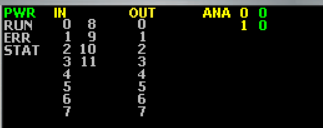 PWR IN OUT ANA 0 0
RUN 0 8 0 1 0
ERR 1 9 1
STAT 2 10 2
3 11 3
4 4
5 5
6 6
7 7